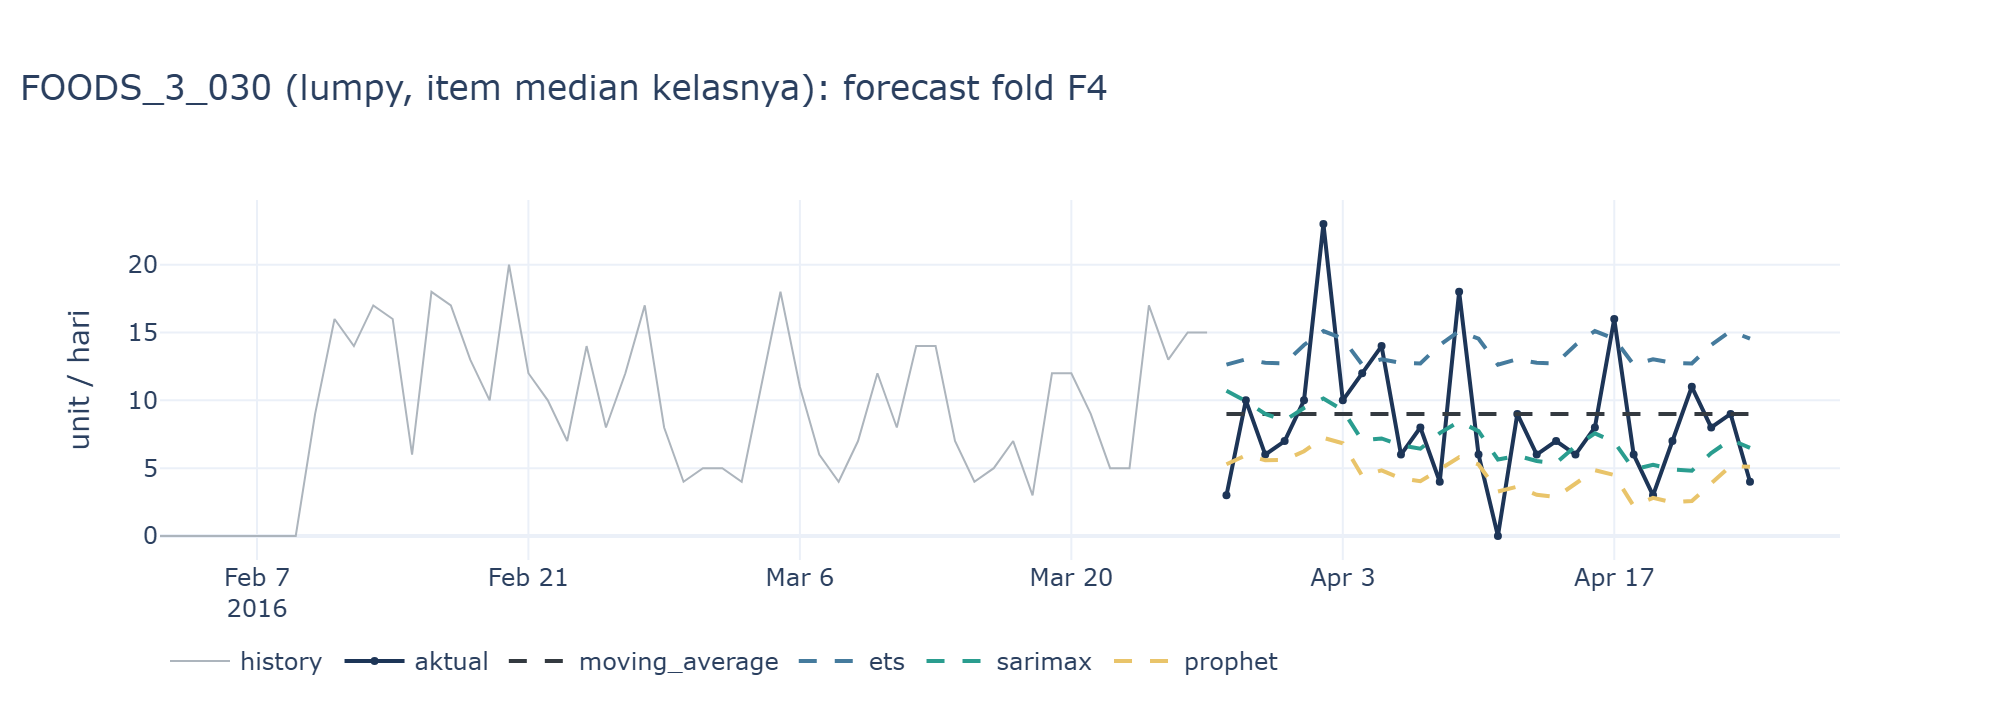 FOODS_3_030 (lumpy, item median kelasnya): forecast fold F4
unit / hari
20
15
10
5
0
Feb 7
2016
Feb 21
Mar 6
Mar 20
Apr 3
Apr 17
history
aktual
moving_average
ets
sarimax
prophet